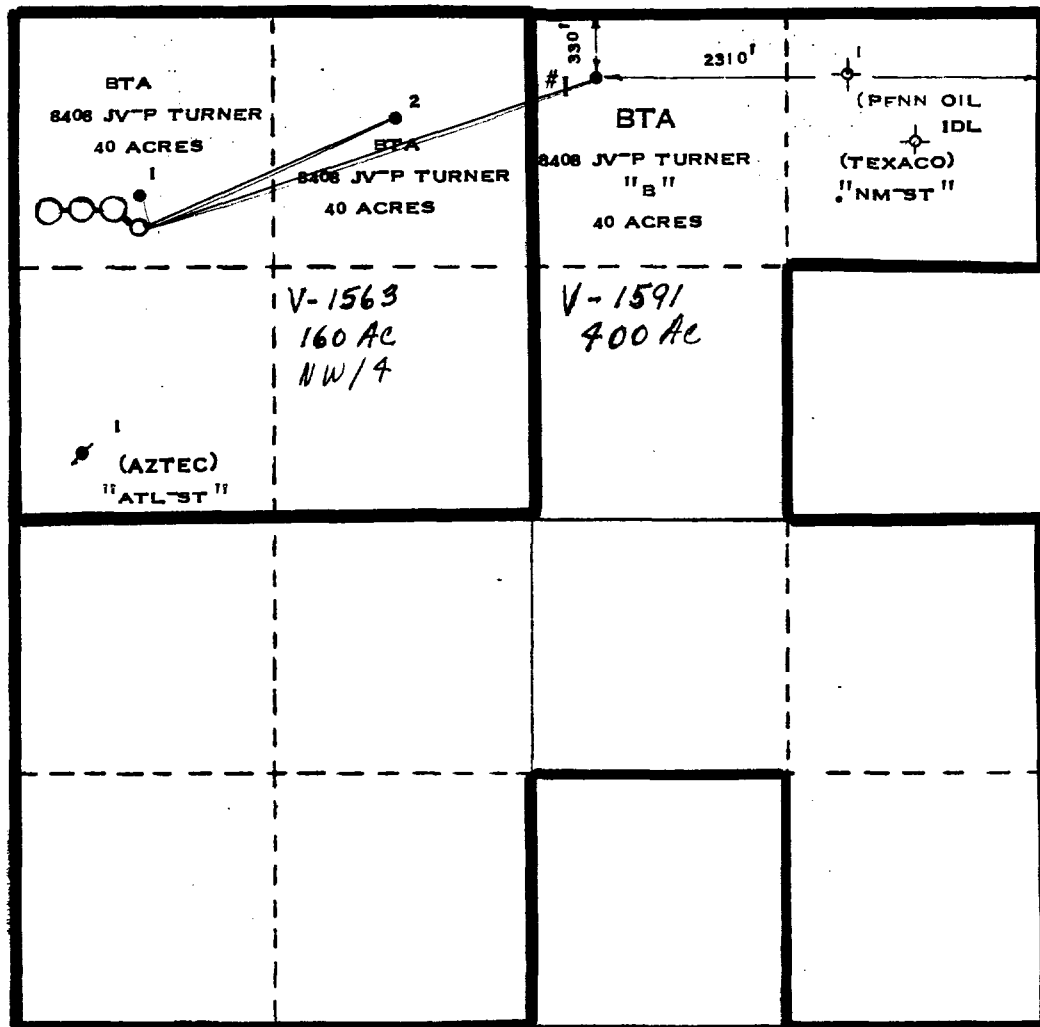 BTA
8408 JV-P TURNER
40 ACRES
1
2
BTA
8408 JV-P TURNER
40 ACRES
330'
2310'
#1
BTA
8408 JV-P TURNER
"B"
40 ACRES
1
(PENN OIL
IDL
(TEXACO)
"NM-ST"
V-1563
160 Ac
NW/4
V-1591
400 Ac
1
(AZTEC)
"ATL-ST"